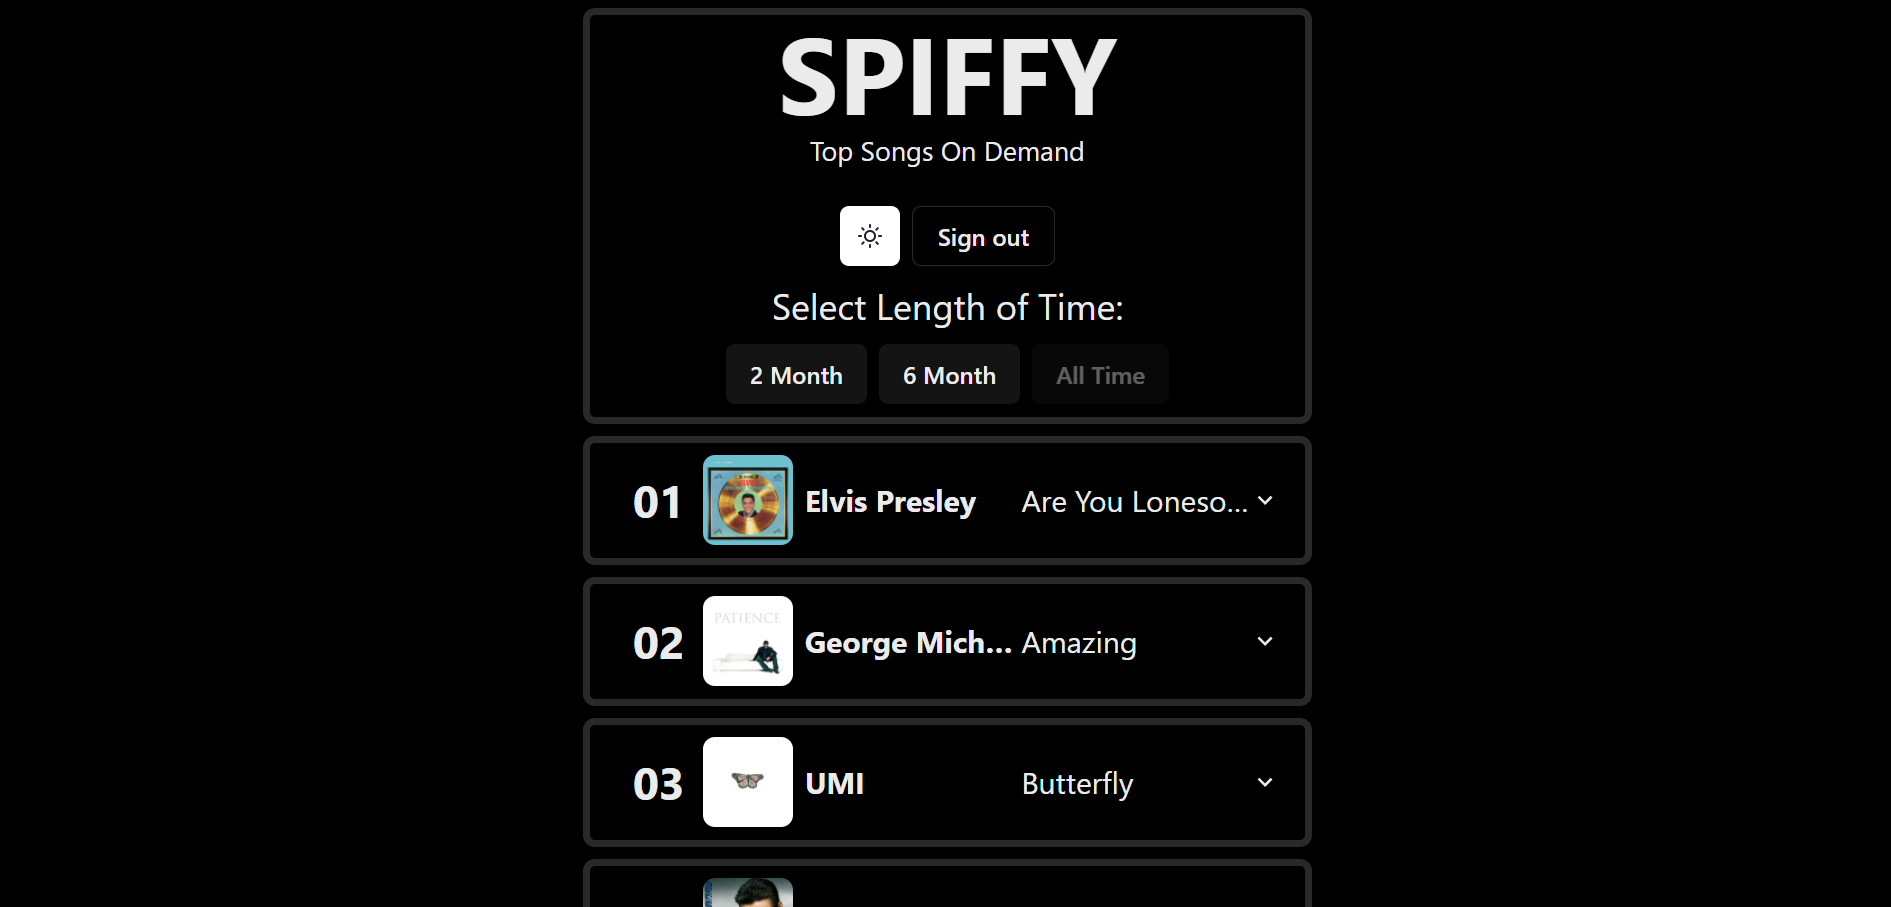 SPIFFY
Top Songs On Demand
Sign out
Select Length of Time:
2 Month
6 Month
All Time
01
Elvis Presley
Are You Loneso...
02
PATIENCE
George Mich...
Amazing
03
UMI
Butterfly